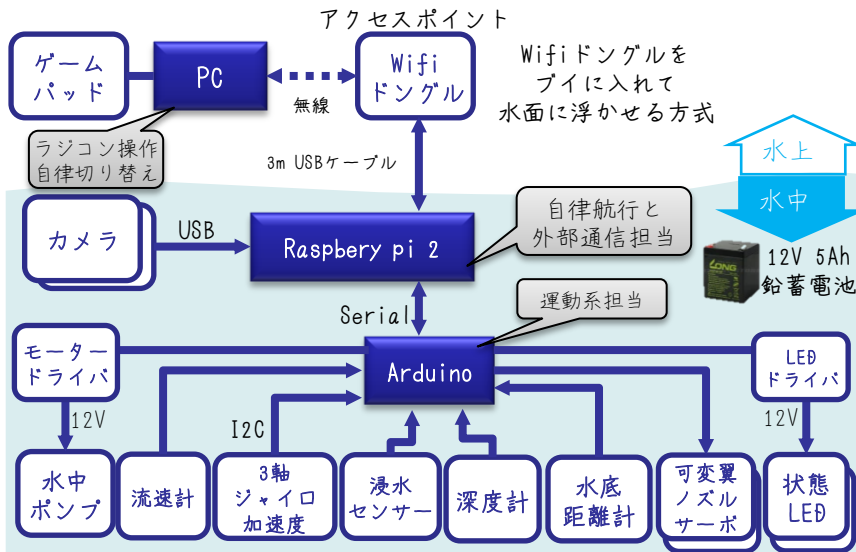 アクセスポイント
ゲーム
パッド
PC
無線
Wifi
ドングル
Wifiドングルを
ブイに入れて
水面に浮かせる方式
ラジコン操作
自律切り替え
3m USBケーブル
水上
水中
カメラ
USB
Raspbery pi 2
自律航行と
外部通信担当
LONG
12V 5Ah
鉛蓄電池
Serial
運動系担当
モーター
ドライバ
Arduino
LED
ドライバ
12V
I2C
12V
水中
ポンプ
流速計
3軸
ジャイロ
加速度
浸水
センサー
深度計
水底
距離計
可変翼
ノズル
サーボ
状態
LED